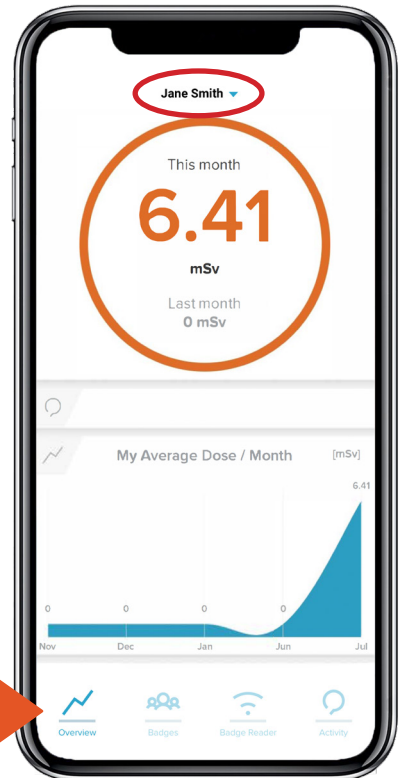 Jane Smith
This month
6.41
mSv
Last month
0 mSv
My Average Dose / Month [mSv]
6.41
0 0 0 0
Nov Dec Jan Jun Jul
Overview Badges Badge Reader Activity